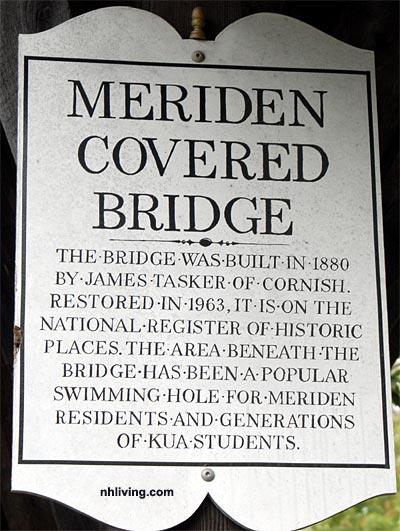 MERIDEN
COVERED
BRIDGE
THE·BRIDGE·WAS·BUILT·IN·1880
BY·JAMES·TASKER·OF·CORNISH.
RESTORED·IN·1963, IT·IS·ON·THE
NATIONAL·REGISTER·OF·HISTORIC
PLACES. THE·AREA·BENEATH·THE
BRIDGE·HAS·BEEN·A·POPULAR
SWIMMING·HOLE·FOR·MERIDEN
RESIDENTS·AND·GENERATIONS
OF·KUA·STUDENTS.
nhliving.com